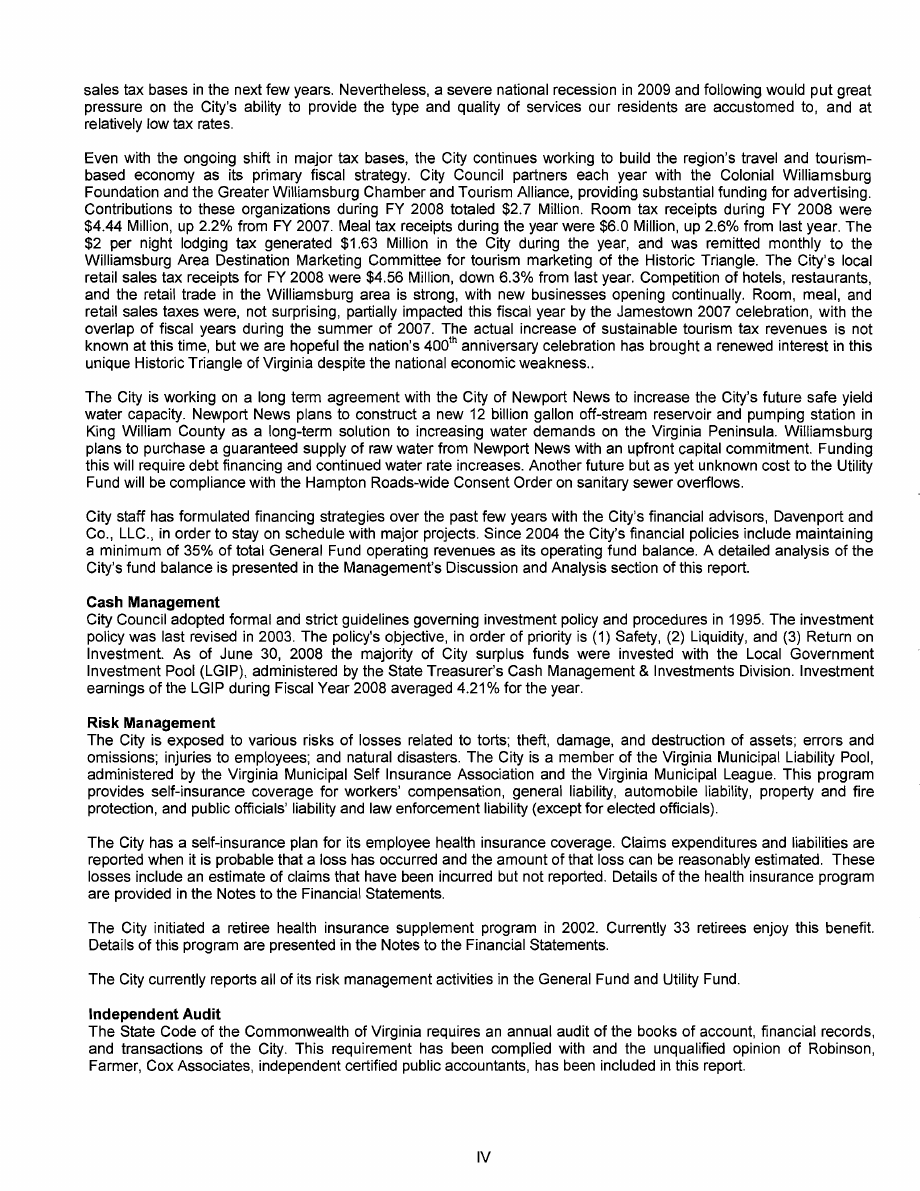 sales tax bases in the next few years. Nevertheless, a severe national recession in 2009 and following would put great
pressure on the City's ability to provide the type and quality of services our residents are accustomed to, and at
relatively low tax rates.
Even with the ongoing shift in major tax bases, the City continues working to build the region's travel and tourism-
based economy as its primary fiscal strategy. City Council partners each year with the Colonial Williamsburg
Foundation and the Greater Williamsburg Chamber and Tourism Alliance, providing substantial funding for advertising.
Contributions to these organizations during FY 2008 totaled $2.7 Million. Room tax receipts during FY 2008 were
$4.44 Million, up 2.2% from FY 2007. Meal tax receipts during the year were $6.0 Million, up 2.6% from last year. The
$2 per night lodging tax generated $1.63 Million in the City during the year, and was remitted monthly to the
Williamsburg Area Destination Marketing Committee for tourism marketing of the Historic Triangle. The City's local
retail sales tax receipts for FY 2008 were $4.56 Million, down 6.3% from last year. Competition of hotels, restaurants,
and the retail trade in the Williamsburg area is strong, with new businesses opening continually. Room, meal, and
retail sales taxes were, not surprising, partially impacted this fiscal year by the Jamestown 2007 celebration, with the
overlap of fiscal years during the summer of 2007. The actual increase of sustainable tourism tax revenues is not
known at this time, but we are hopeful the nation's 400th anniversary celebration has brought a renewed interest in this
unique Historic Triangle of Virginia despite the national economic weakness..
The City is working on a long term agreement with the City of Newport News to increase the City's future safe yield
water capacity. Newport News plans to construct a new 12 billion gallon off-stream reservoir and pumping station in
King William County as a long-term solution to increasing water demands on the Virginia Peninsula. Williamsburg
plans to purchase a guaranteed supply of raw water from Newport News with an upfront capital commitment. Funding
this will require debt financing and continued water rate increases. Another future but as yet unknown cost to the Utility
Fund will be compliance with the Hampton Roads-wide Consent Order on sanitary sewer overflows.
City staff has formulated financing strategies over the past few years with the City's financial advisors, Davenport and
Co., LLC., in order to stay on schedule with major projects. Since 2004 the City's financial policies include maintaining
a minimum of 35% of total General Fund operating revenues as its operating fund balance. A detailed analysis of the
City's fund balance is presented in the Management's Discussion and Analysis section of this report.
Cash Management
City Council adopted formal and strict guidelines governing investment policy and procedures in 1995. The investment
policy was last revised in 2003. The policy's objective, in order of priority is (1) Safety, (2) Liquidity, and (3) Return on
Investment. As of June 30, 2008 the majority of City surplus funds were invested with the Local Government
Investment Pool (LGIP), administered by the State Treasurer's Cash Management & Investments Division. Investment
earnings of the LGIP during Fiscal Year 2008 averaged 4.21% for the year.
Risk Management
The City is exposed to various risks of losses related to torts; theft, damage, and destruction of assets; errors and
omissions; injuries to employees; and natural disasters. The City is a member of the Virginia Municipal Liability Pool,
administered by the Virginia Municipal Self Insurance Association and the Virginia Municipal League. This program
provides self-insurance coverage for workers' compensation, general liability, automobile liability, property and fire
protection, and public officials' liability and law enforcement liability (except for elected officials).
The City has a self-insurance plan for its employee health insurance coverage. Claims expenditures and liabilities are
reported when it is probable that a loss has occurred and the amount of that loss can be reasonably estimated. These
losses include an estimate of claims that have been incurred but not reported. Details of the health insurance program
are provided in the Notes to the Financial Statements.
The City initiated a retiree health insurance supplement program in 2002. Currently 33 retirees enjoy this benefit.
Details of this program are presented in the Notes to the Financial Statements.
The City currently reports all of its risk management activities in the General Fund and Utility Fund.
Independent Audit
The State Code of the Commonwealth of Virginia requires an annual audit of the books of account, financial records,
and transactions of the City. This requirement has been complied with and the unqualified opinion of Robinson,
Farmer, Cox Associates, independent certified public accountants, has been included in this report.
IV